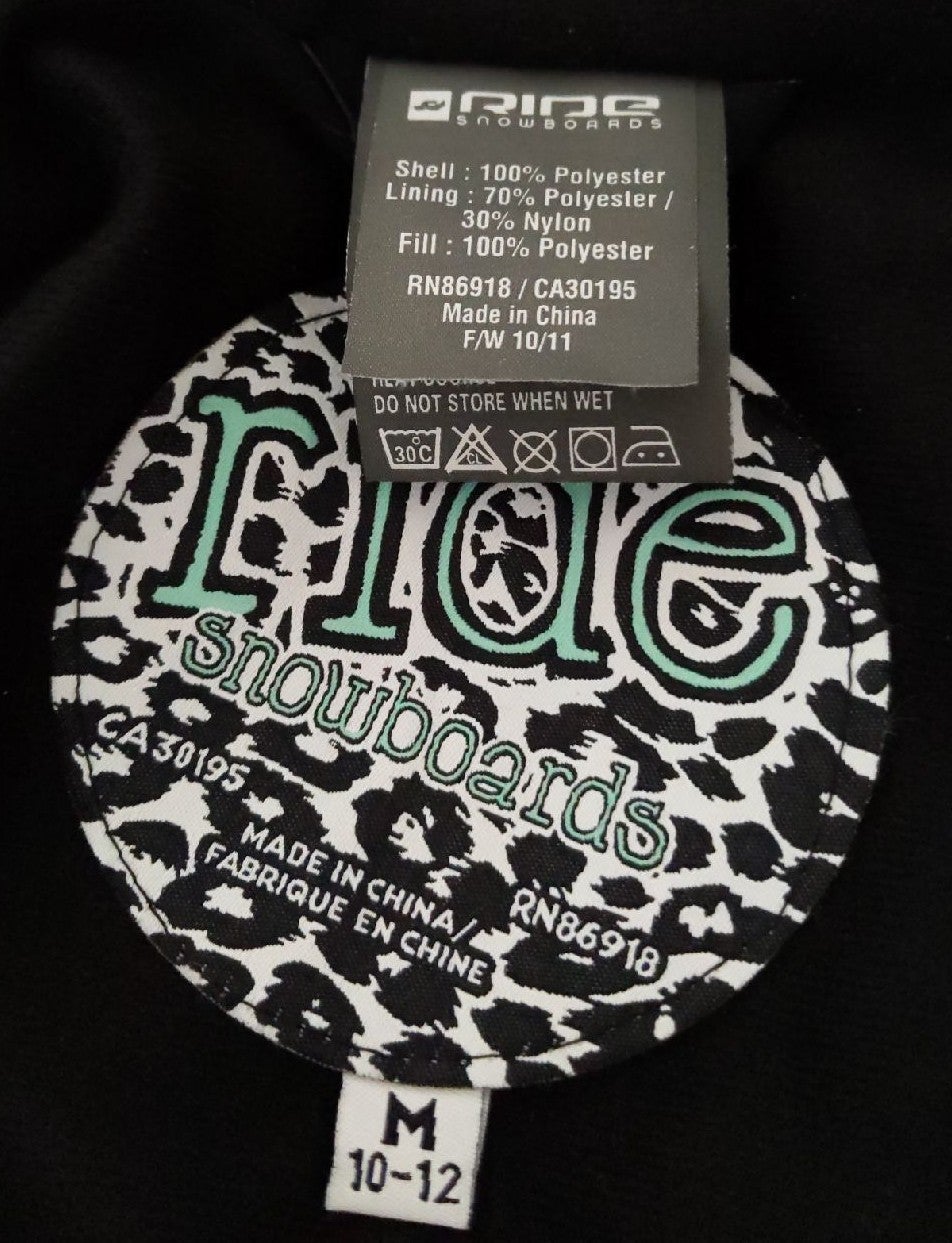 RIDE
SNOWBOARDS
Shell : 100% Polyester
Lining : 70% Polyester /
30% Nylon
Fill : 100% Polyester
RN86918 / CA30195
Made in China
F/W 10/11
DO NOT STORE WHEN WET
30°C CL
ride
snowboards
CA30195
MADE IN CHINA/
FABRIQUE EN CHINE
RN86918
M
10-12